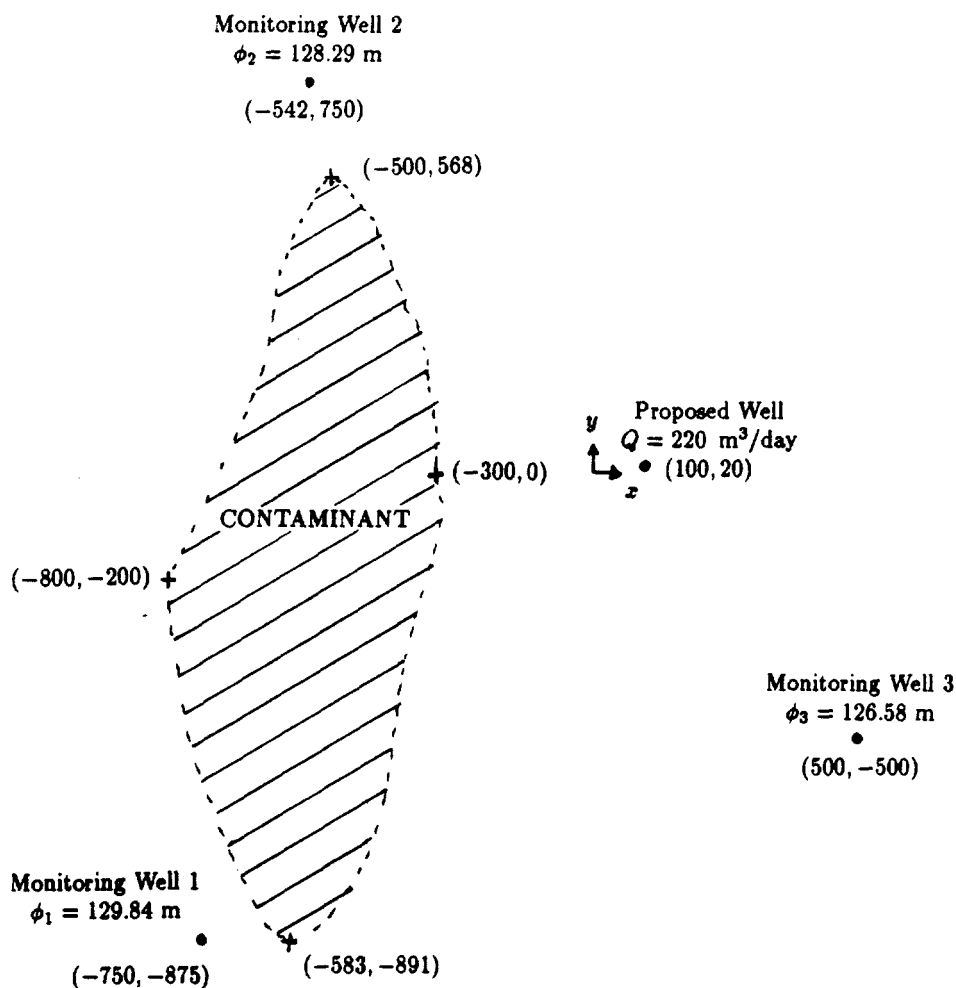 Monitoring Well 2
ϕ₂ = 128.29 m
(−542, 750)
(−500, 568)
Proposed Well
y
Q = 220 m³/day
(−300, 0)
(100, 20)
x
CONTAMINANT
(−800, −200)
Monitoring Well 3
ϕ₃ = 126.58 m
(500, −500)
Monitoring Well 1
ϕ₁ = 129.84 m
(−750, −875)
(−583, −891)